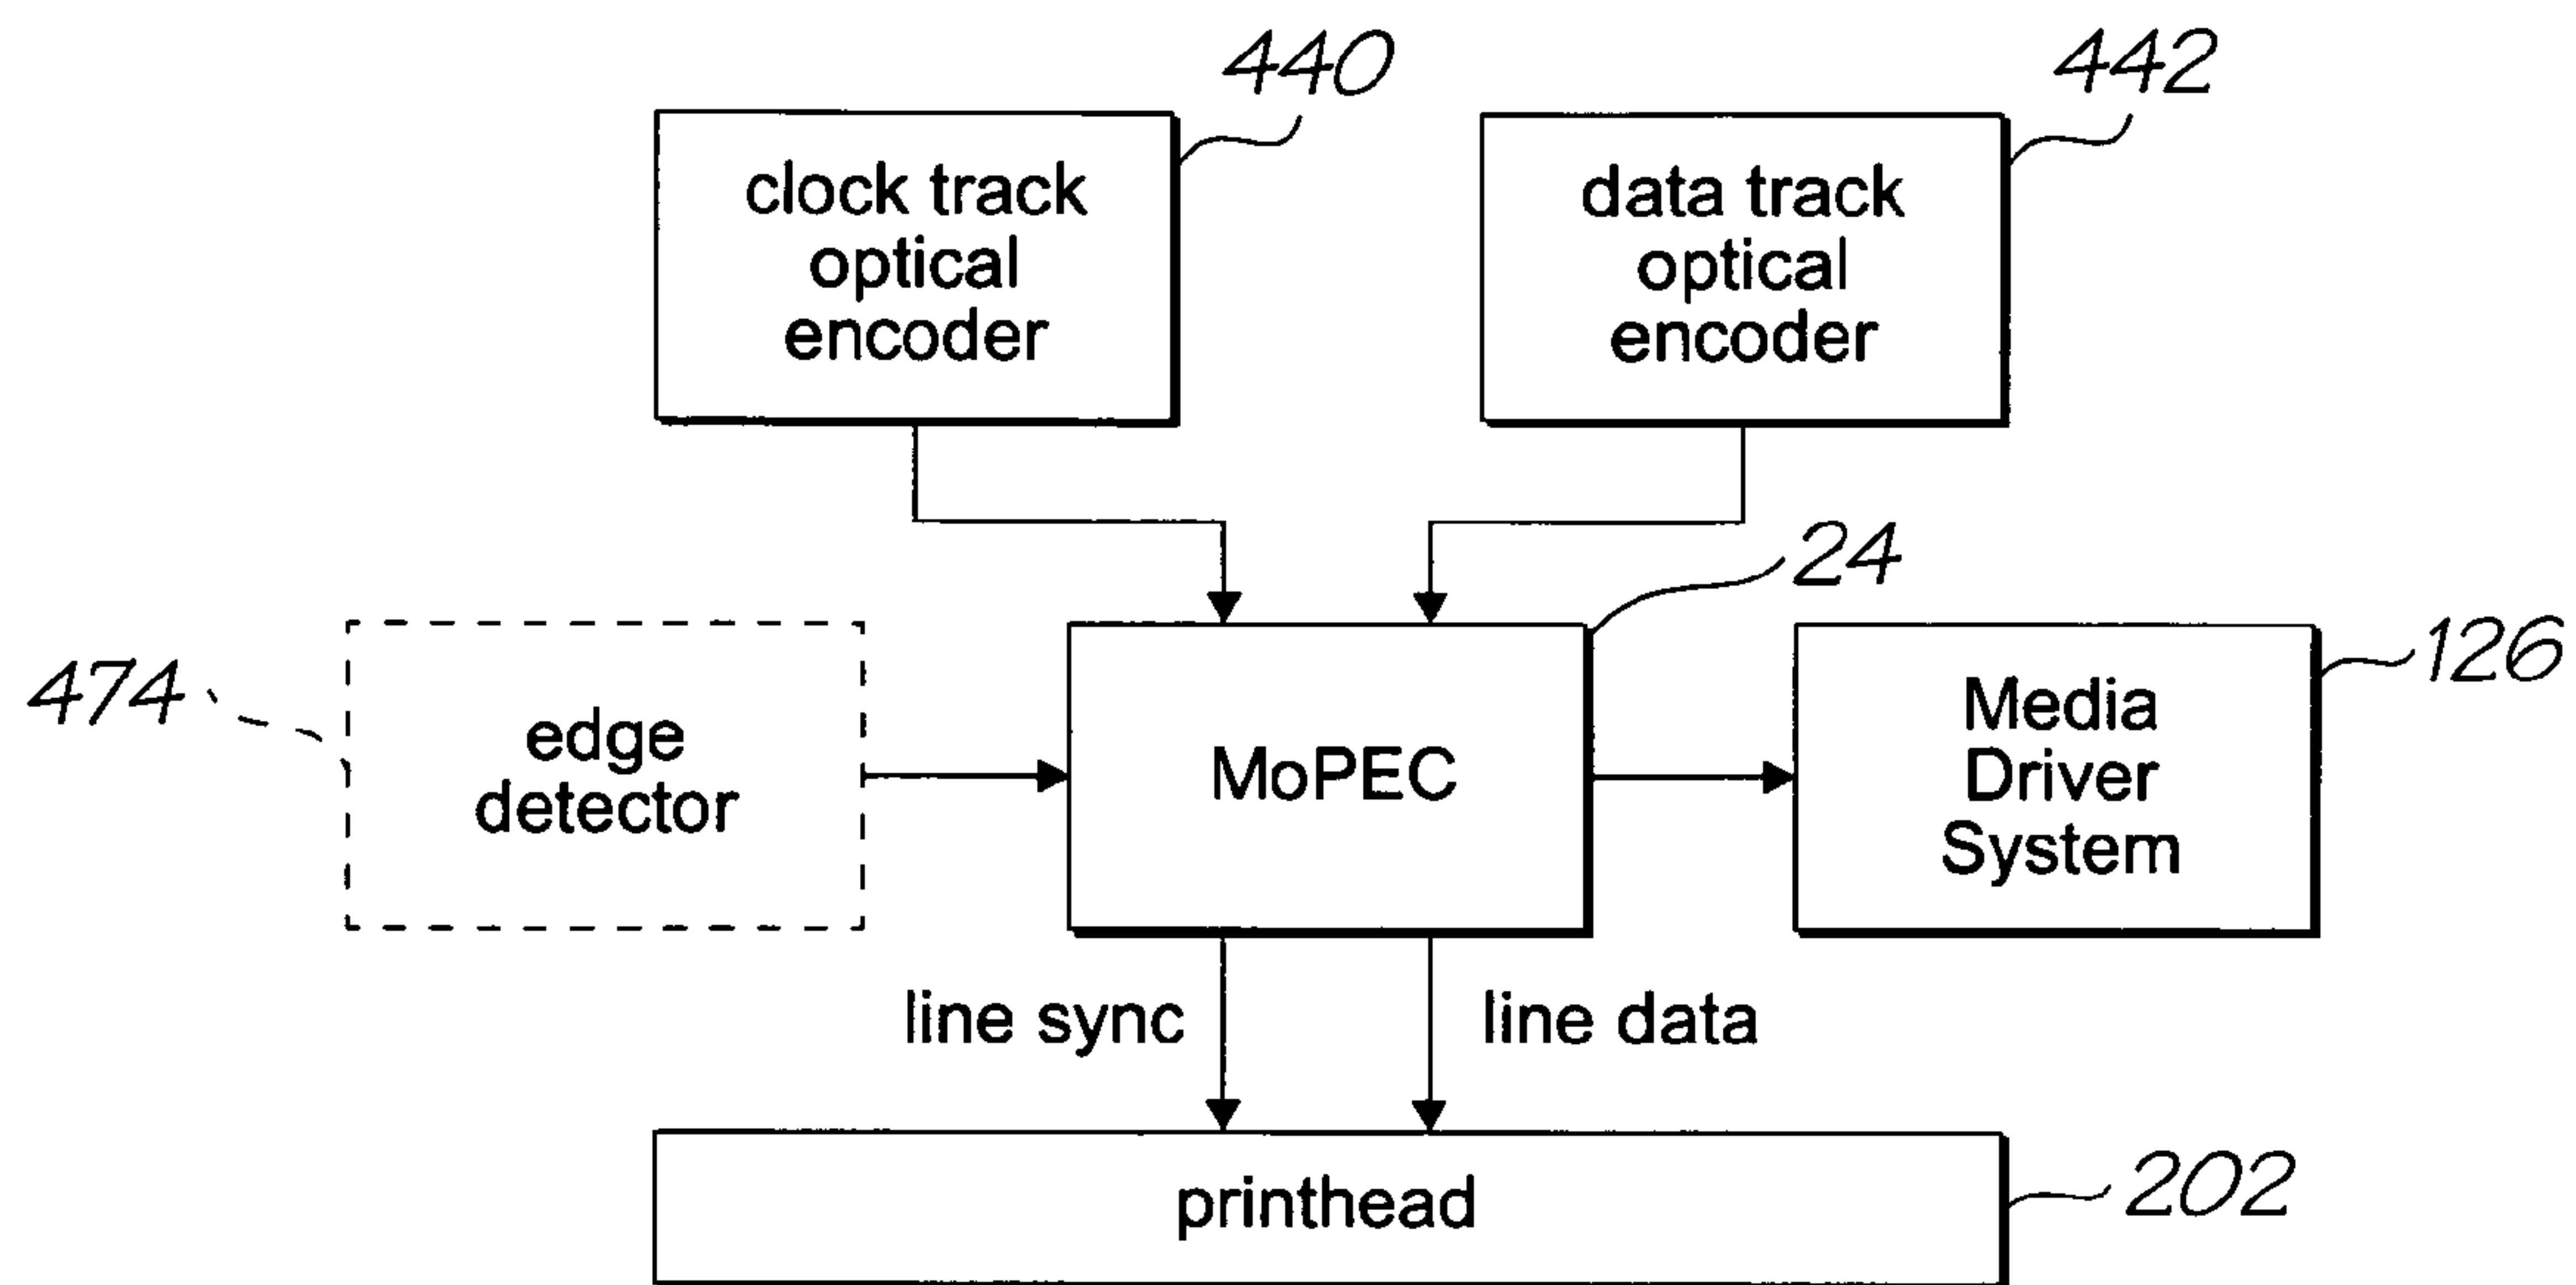 440
442
clock track
optical
encoder
data track
optical
encoder
24
474
edge
detector
MoPEC
Media
Driver
System
126
line sync
line data
printhead
202